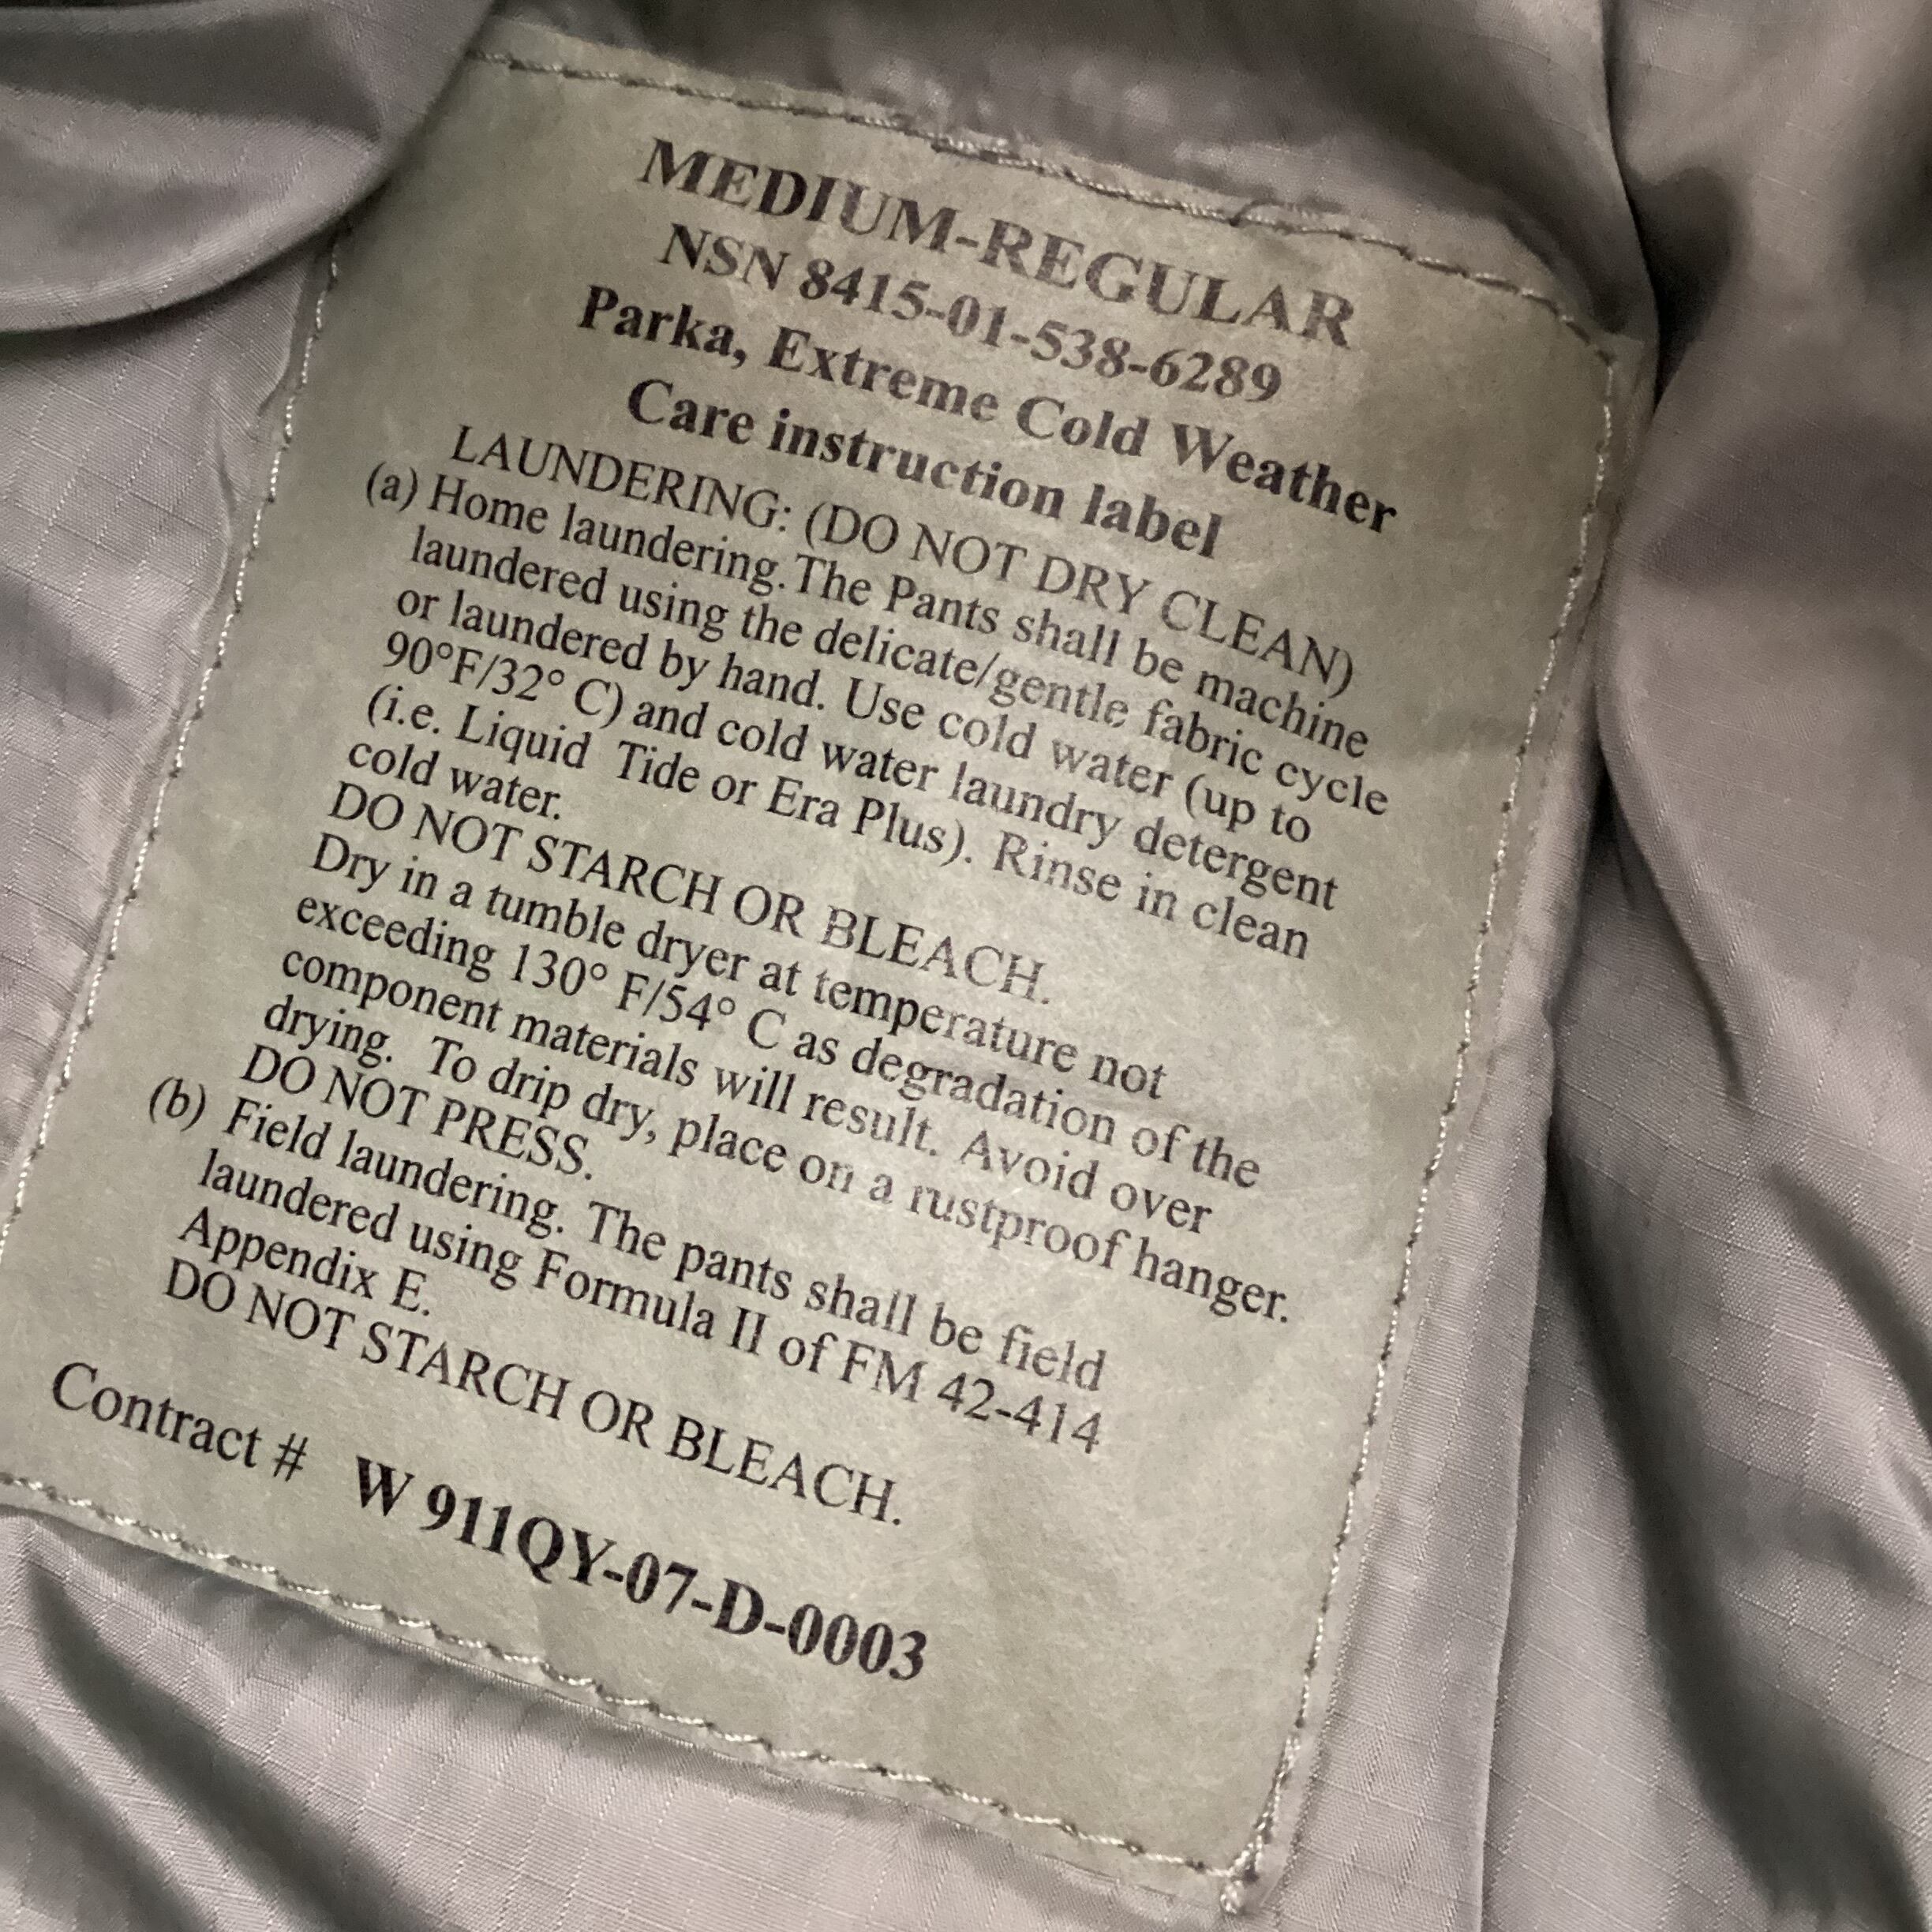 MEDIUM-REGULAR
NSN 8415-01-538-6289
Parka, Extreme Cold Weather
Care instruction label
LAUNDERING: (DO NOT DRY CLEAN)
(a) Home laundering. The Pants shall be machine
laundered using the delicate/gentle fabric cycle
or laundered by hand. Use cold water (up to
90°F/32° C) and cold water laundry detergent
(i.e. Liquid Tide or Era Plus). Rinse in clean
cold water.
DO NOT STARCH OR BLEACH.
Dry in a tumble dryer at temperature not
exceeding 130° F/54° C as degradation of the
component materials will result. Avoid over
drying. To drip dry, place on a rustproof hanger.
DO NOT PRESS.
(b) Field laundering. The pants shall be field
laundered using Formula II of FM 42-414
Appendix E.
DO NOT STARCH OR BLEACH.
Contract # W 911QY-07-D-0003